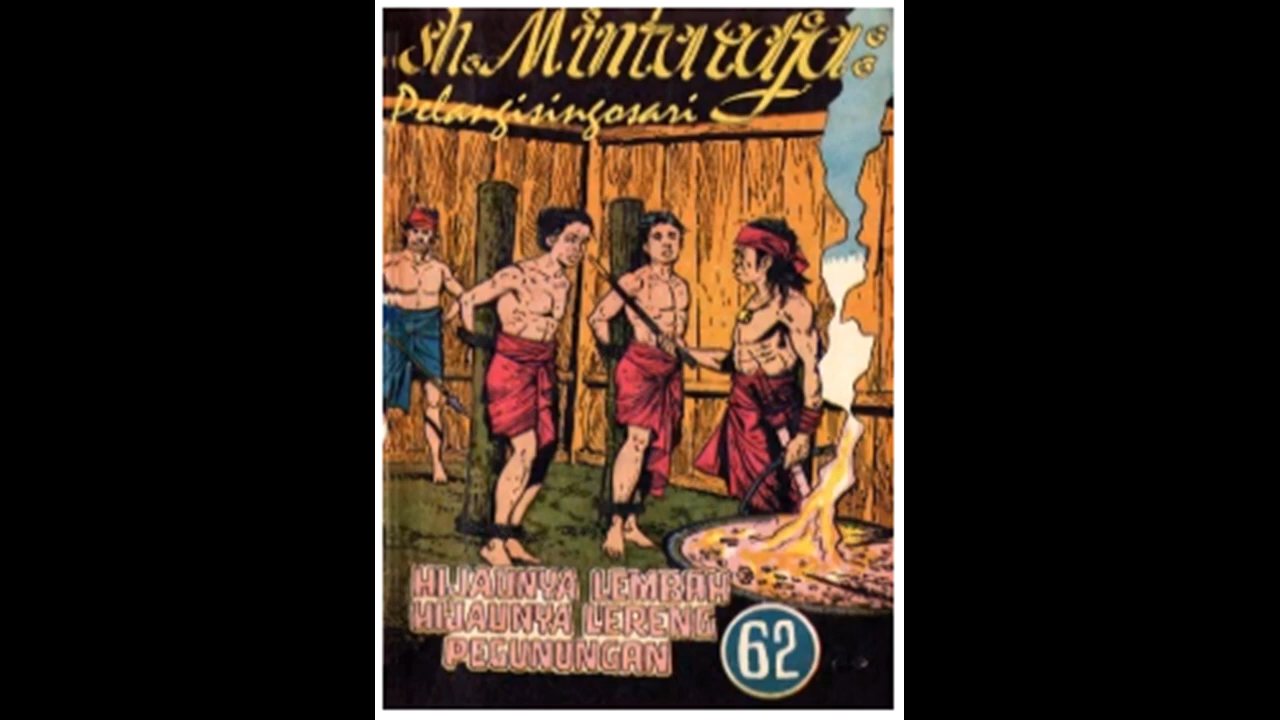 sh. Mintardja:
Pelangisingosari
HIJAUNYA LEMBAH
HIJAUNYA LERENG
PEGUNUNGAN
62